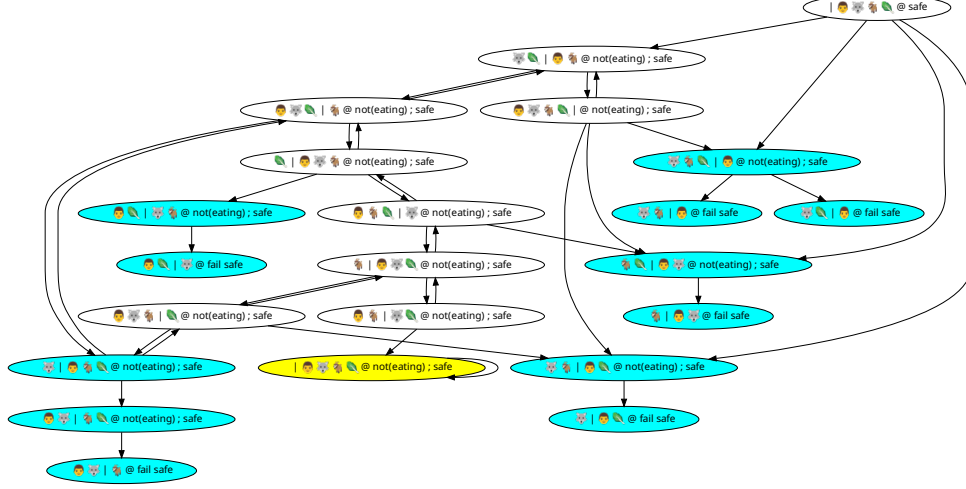 | 👨🐺🐐🥬 @ safe
🐺🥬 | 👨🐐 @ not(eating) ; safe
👨🐺🥬 | 🐐 @ not(eating) ; safe
👨🐺🐐🥬 | @ not(eating) ; safe
🥬 | 👨🐺🐐 @ not(eating) ; safe
🐺🐐🥬 | 👨 @ not(eating) ; safe
👨🥬 | 🐺🐐 @ not(eating) ; safe
👨🐐🥬 | 🐺 @ not(eating) ; safe
🐺🐐 | 👨 @ fail safe
🐺🥬 | 👨 @ fail safe
👨🥬 | 🐺 @ fail safe
🐐 | 👨🐺🥬 @ not(eating) ; safe
🐐🥬 | 👨🐺 @ not(eating) ; safe
👨🐺🐐 | 🥬 @ not(eating) ; safe
👨🐐 | 🐺🥬 @ not(eating) ; safe
🐐 | 👨🐺 @ fail safe
🐺 | 👨🐐🥬 @ not(eating) ; safe
| 👨🐺🐐🥬 @ not(eating) ; safe
🐺🐐 | 👨🥬 @ not(eating) ; safe
👨🐺 | 🐐🥬 @ not(eating) ; safe
🐺 | 👨🥬 @ fail safe
👨🐺 | 🐐 @ fail safe